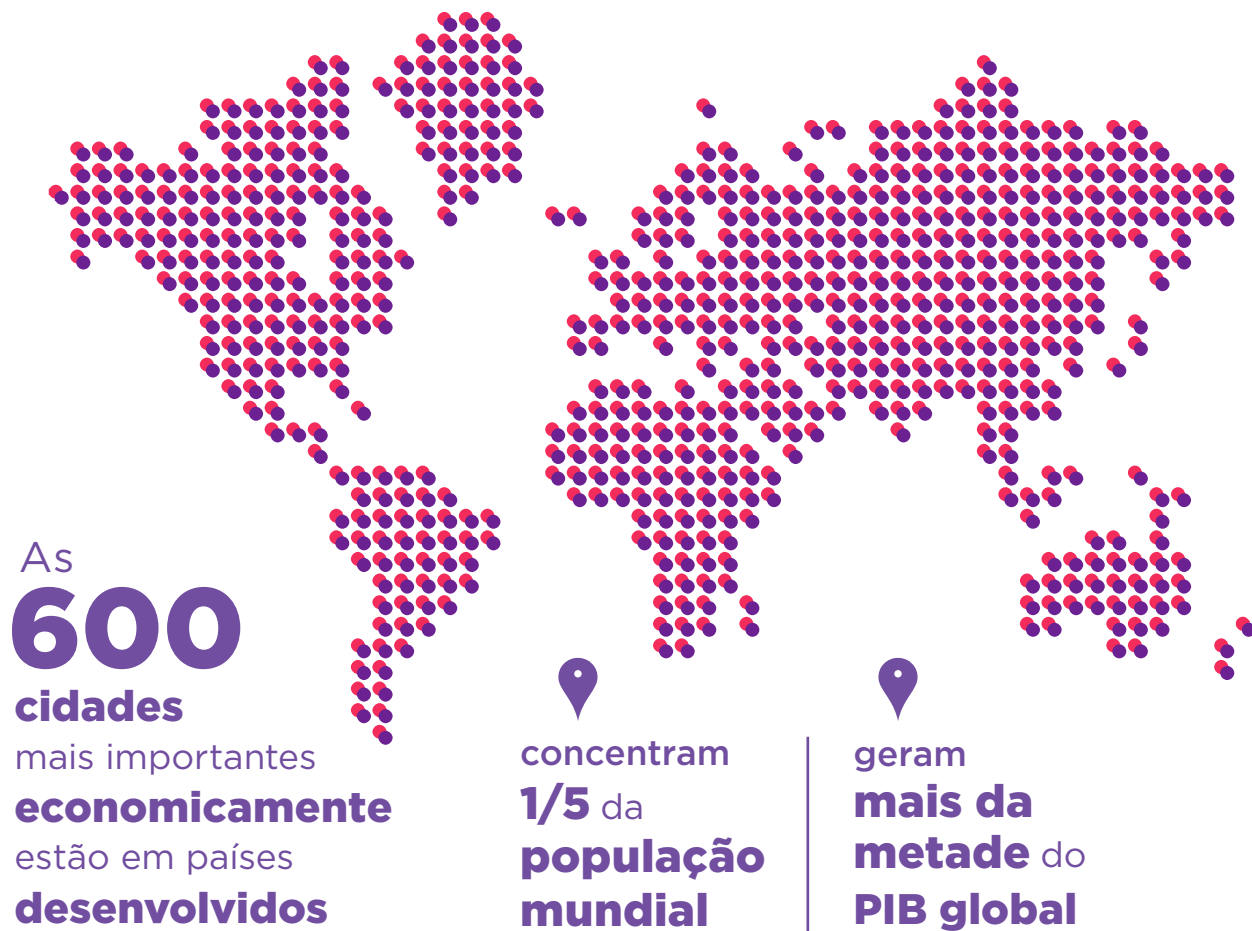 As
600
cidades
mais importantes
economicamente
estão em países
desenvolvidos
concentram
1/5 da
população
mundial
geram
mais da
metade do
PIB global